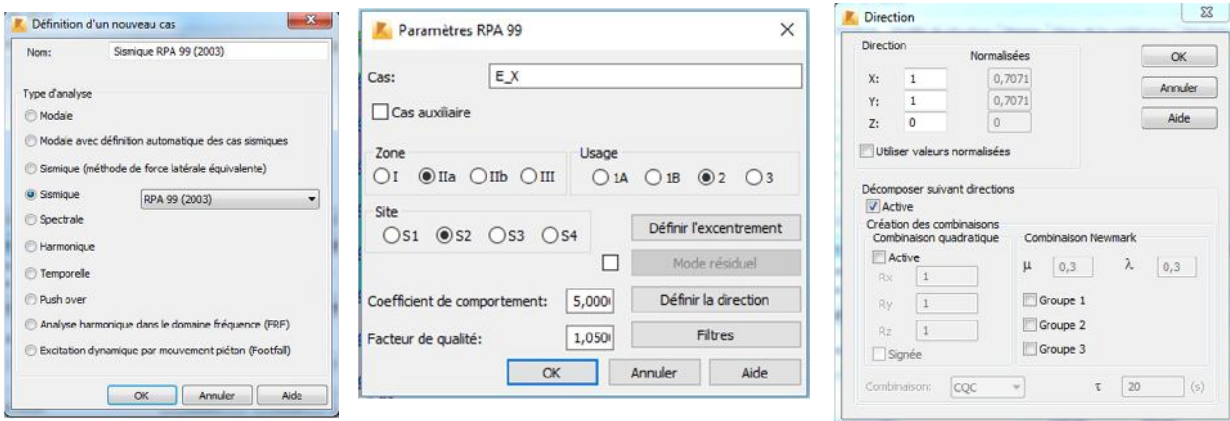 Définition d'un nouveau cas
Nom: Sismique RPA 99 (2003)
Type d'analyse
Modale
Modale avec définition automatique des cas sismiques
Sismique (méthode de force latérale équivalente)
Sismique RPA 99 (2003)
Spectrale
Harmonique
Temporelle
Push over
Analyse harmonique dans le domaine fréquence (FRF)
Excitation dynamique par mouvement piéton (Footfall)
OK Annuler Aide
Paramètres RPA 99
Cas: E_X
Cas auxiliaire
Zone
I IIa IIb III
Usage
1A 1B 2 3
Site
S1 S2 S3 S4
Définir l'excentrement
Mode résiduel
Coefficient de comportement: 5,000
Définir la direction
Facteur de qualité: 1,050
Filtres
OK Annuler Aide
Direction
Direction
Normalisées
X: 1 0,7071
Y: 1 0,7071
Z: 0 0
Utiliser valeurs normalisées
OK
Annuler
Aide
Décomposer suivant directions
Active
Création des combinaisons
Combinaison quadratique
Active
Rx 1
Ry 1
Rz 1
Signée
Combinaison Newmark
μ 0,3 λ 0,3
Groupe 1
Groupe 2
Groupe 3
Combinaison: CQC τ 20 (s)